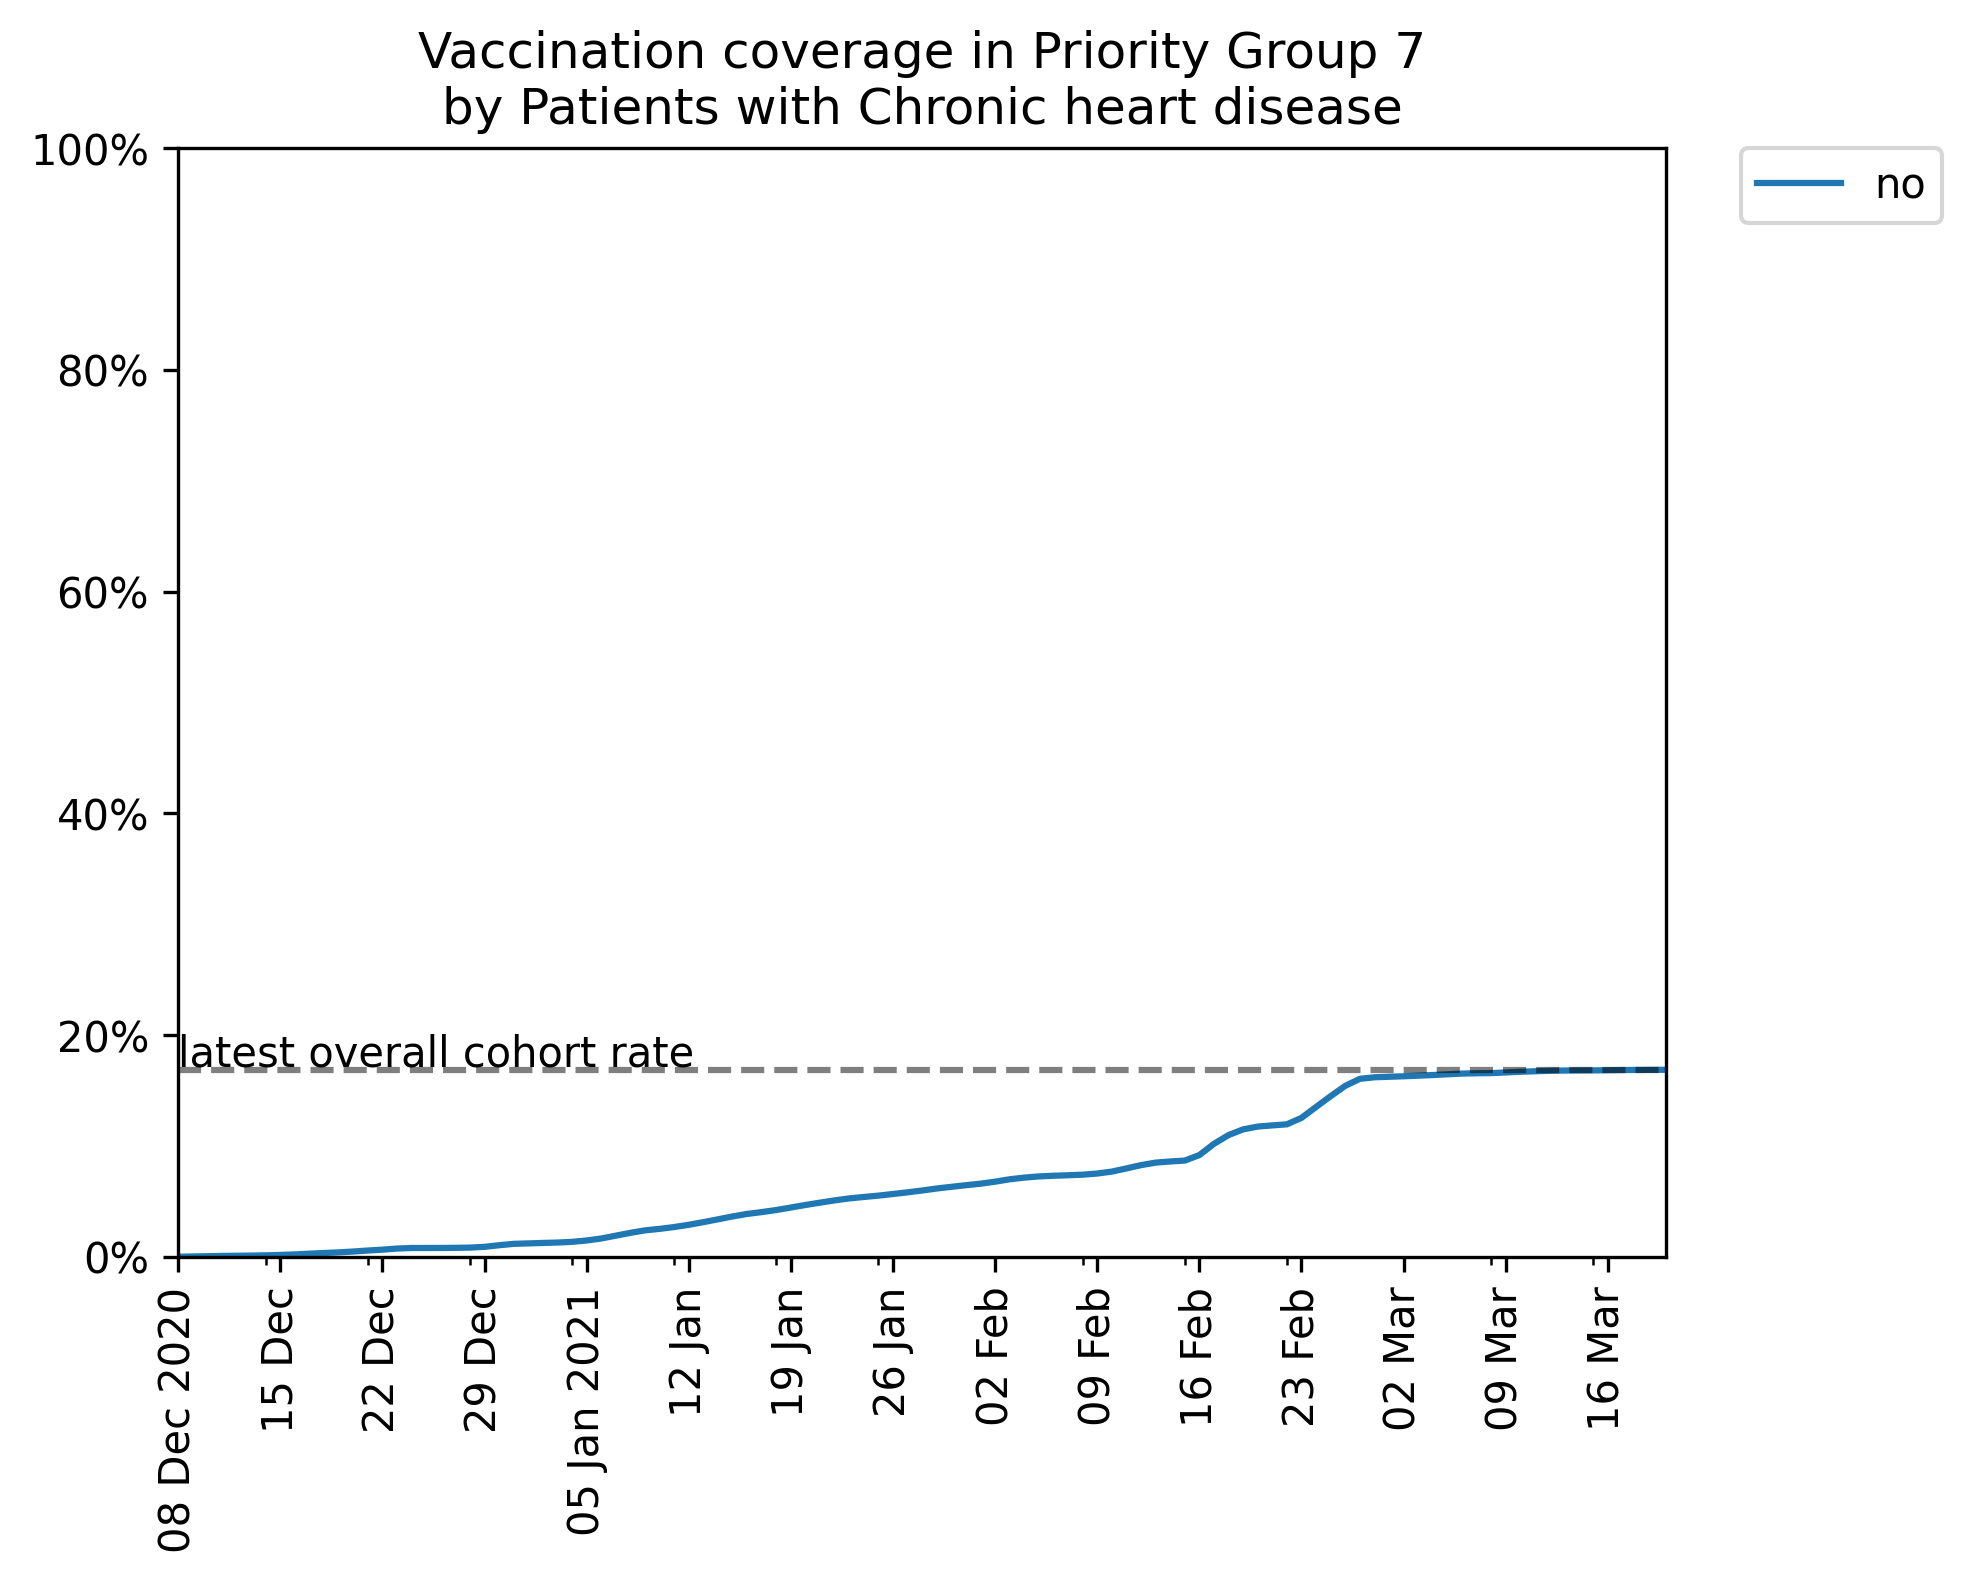 Vaccination coverage in Priority Group 7
by Patients with Chronic heart disease
100%
80%
60%
40%
20%
0%
latest overall cohort rate
no
08 Dec 2020
15 Dec
22 Dec
29 Dec
05 Jan 2021
12 Jan
19 Jan
26 Jan
02 Feb
09 Feb
16 Feb
23 Feb
02 Mar
09 Mar
16 Mar